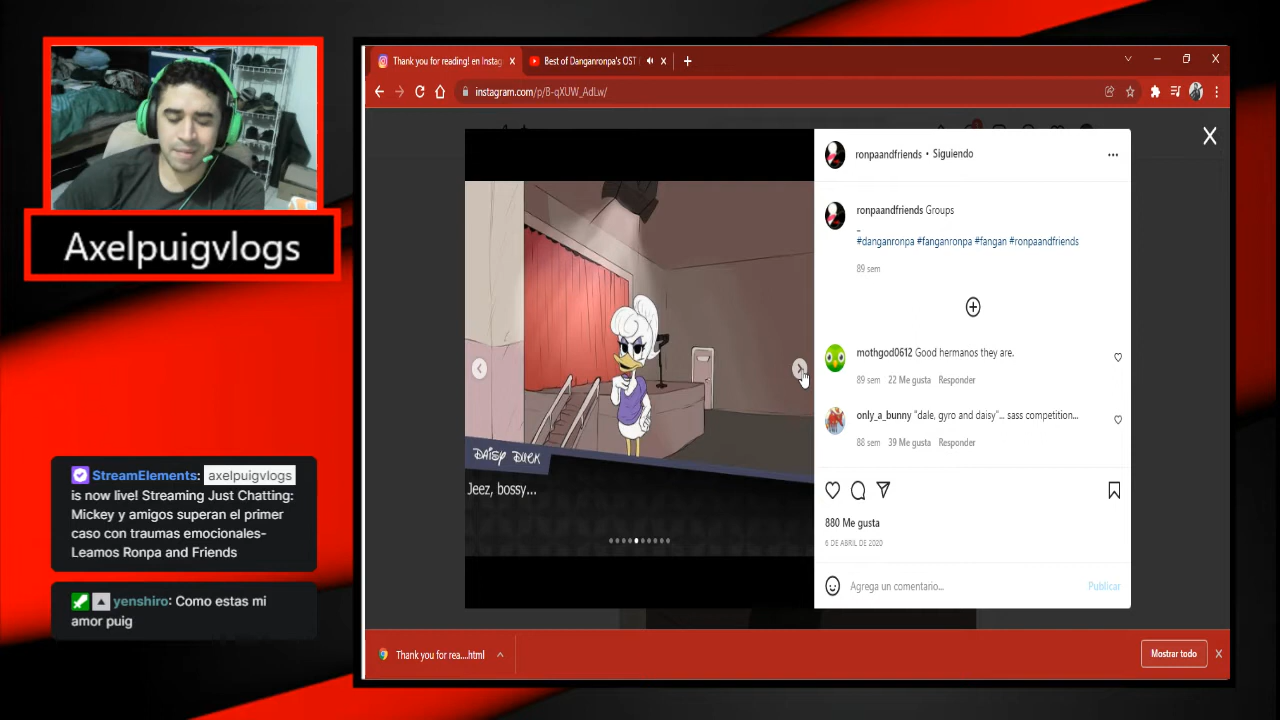 Axelpuigvlogs
StreamElements: axelpuigvlogs
is now live! Streaming Just Chatting:
Mickey y amigos superan el primer
caso con traumas emocionales-
Leamos Ronpa and Friends
yenshiro: Como estas mi
amor puig
Thank you for reading! en Instag
Best of Danganronpa's OST
instagram.com/p/B-qXUW_AdLw/
ronpaandfriends • Siguiendo
ronpaandfriends Groups
_
#danganronpa #fanganronpa #fangan #ronpaandfriends
89 sem
mothgod0612 Good hermanos they are.
89 sem 22 Me gusta Responder
only_a_bunny "dale, gyro and daisy"... sass competition...
88 sem 39 Me gusta Responder
880 Me gusta
6 DE ABRIL DE 2020
Agrega un comentario... Publicar
DAISY DUCK
Jeez, bossy...
Thank you for rea....html
Mostrar todo